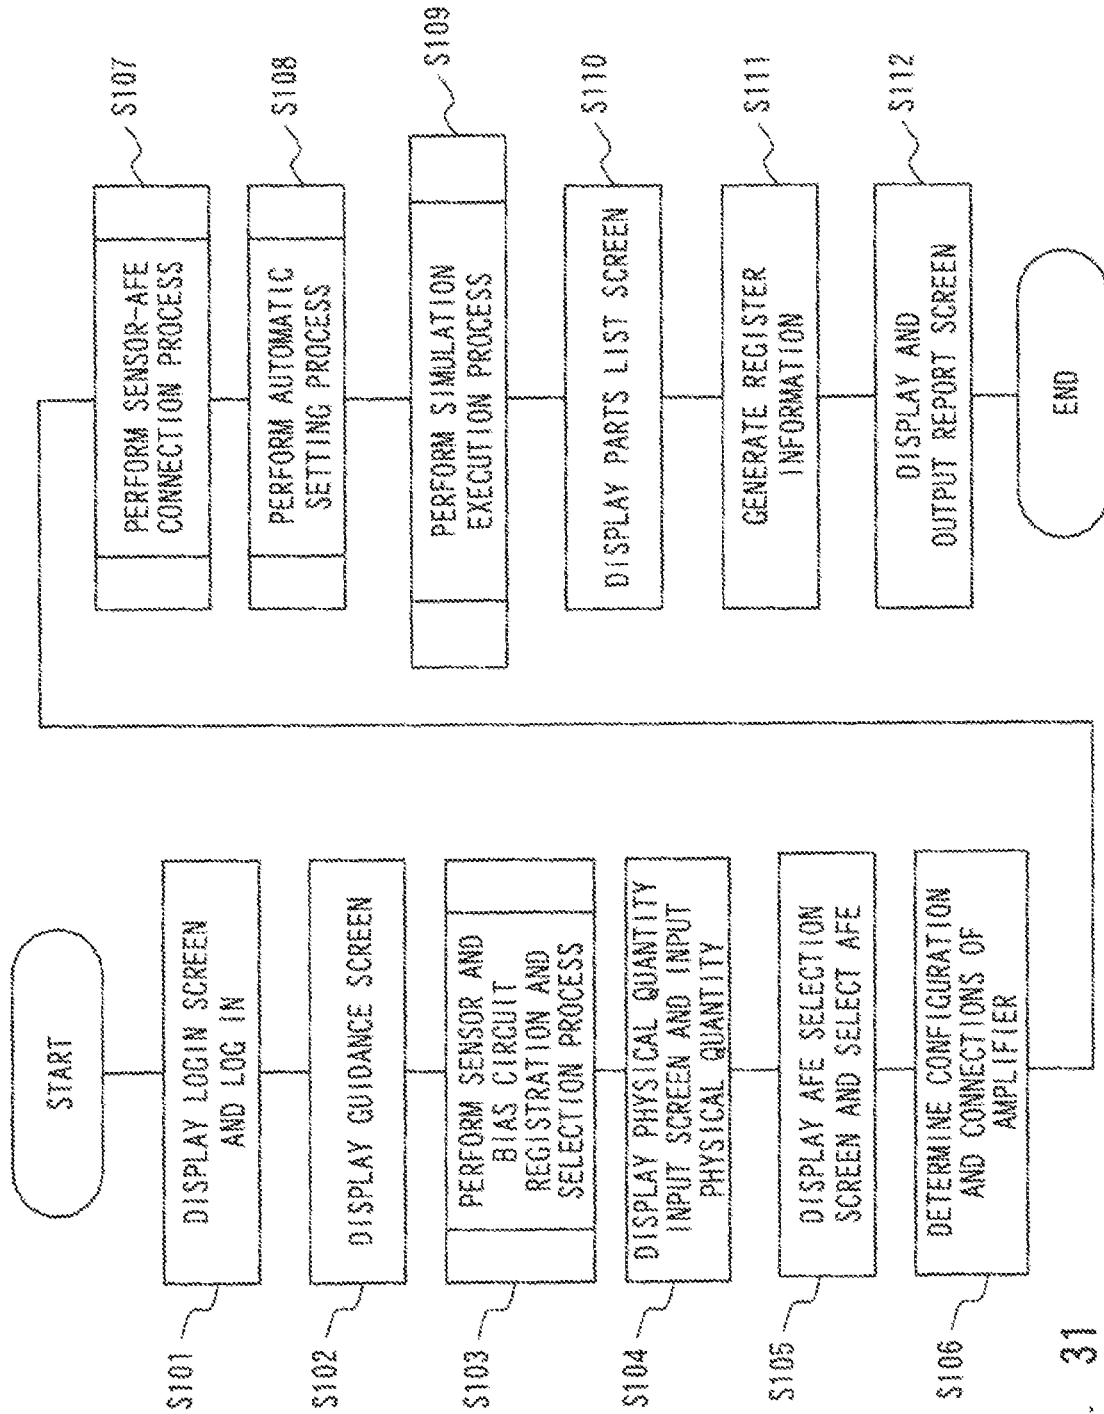 START
S101
DISPLAY LOGIN SCREEN
AND LOG IN
S102
DISPLAY GUIDANCE SCREEN
S103
PERFORM SENSOR AND
BIAS CIRCUIT
REGISTRATION AND
SELECTION PROCESS
S104
DISPLAY PHYSICAL QUANTITY
INPUT SCREEN AND INPUT
PHYSICAL QUANTITY
S105
DISPLAY AFE SELECTION
SCREEN AND SELECT AFE
S106
DETERMINE CONFIGURATION
AND CONNECTIONS OF
AMPLIFIER
PERFORM SENSOR-AFE
CONNECTION PROCESS
S107
PERFORM AUTOMATIC
SETTING PROCESS
S108
PERFORM SIMULATION
EXECUTION PROCESS
S109
DISPLAY PARTS LIST SCREEN
S110
GENERATE REGISTER
INFORMATION
S111
DISPLAY AND
OUTPUT REPORT SCREEN
S112
END
31